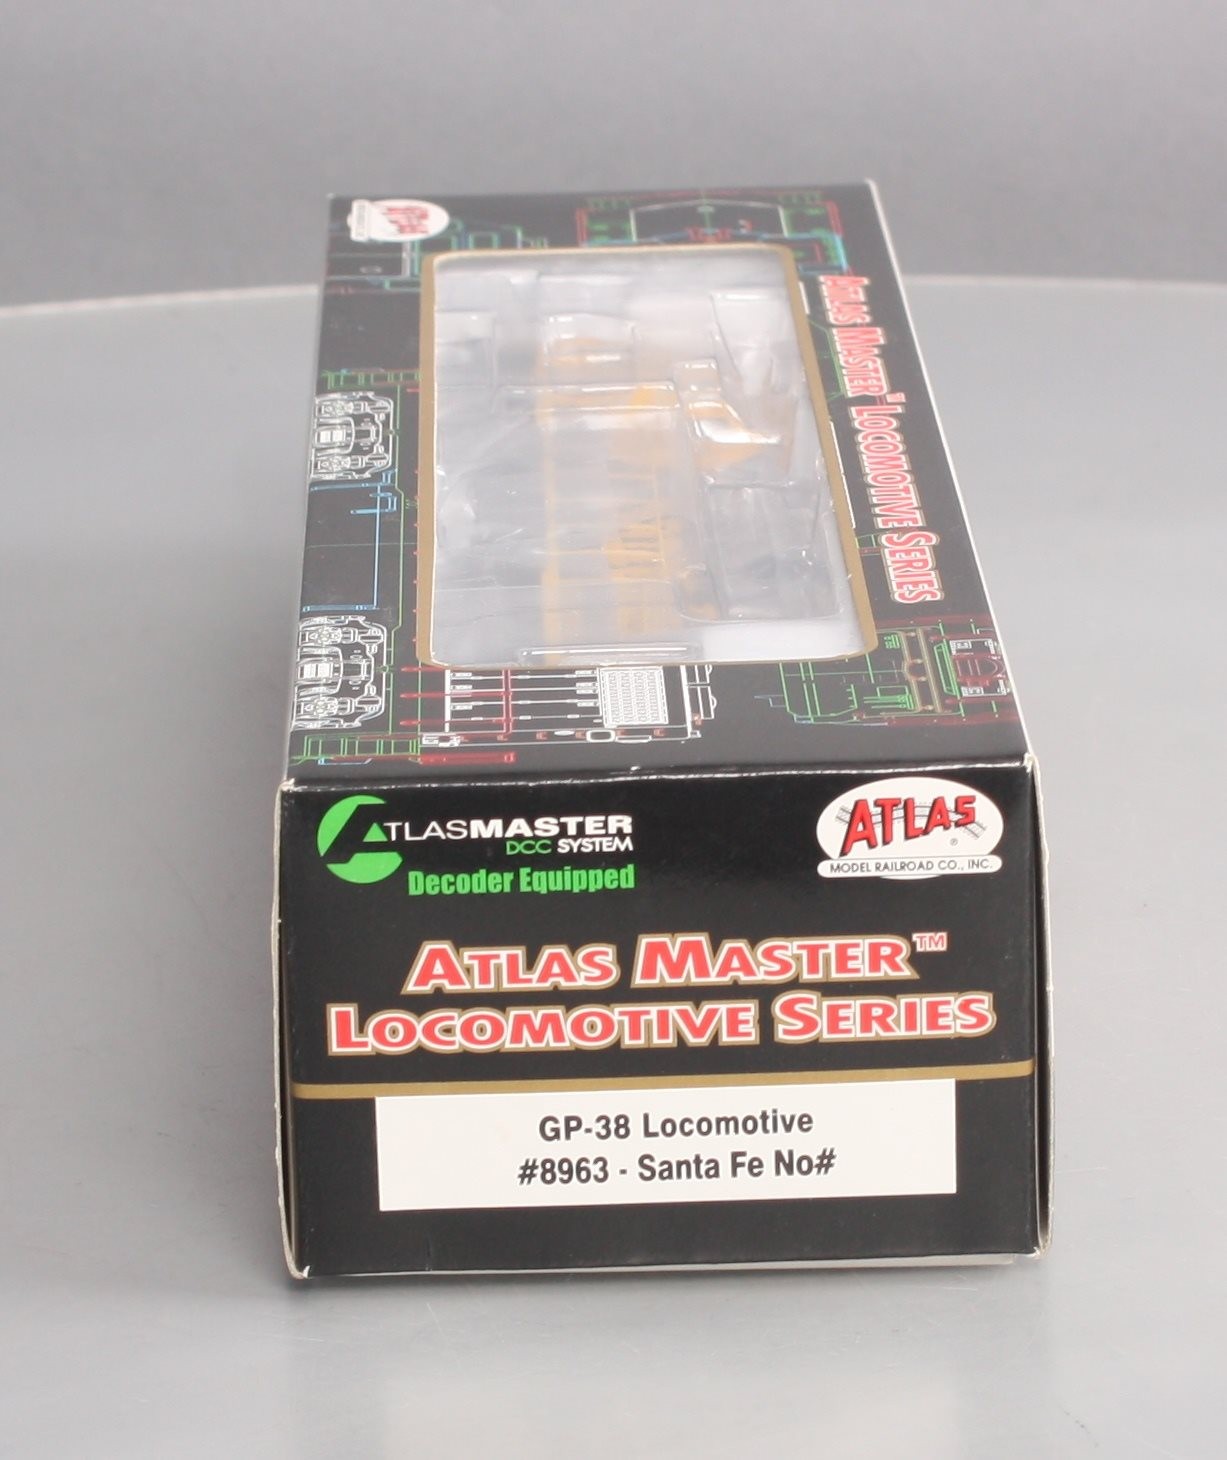 ATLAS MASTER™ LOCOMOTIVE SERIES
ATLASMASTER
DCC SYSTEM
Decoder Equipped
ATLAS®
MODEL RAILROAD CO., INC.
ATLAS MASTER™
LOCOMOTIVE SERIES
GP-38 Locomotive
#8963 - Santa Fe No#